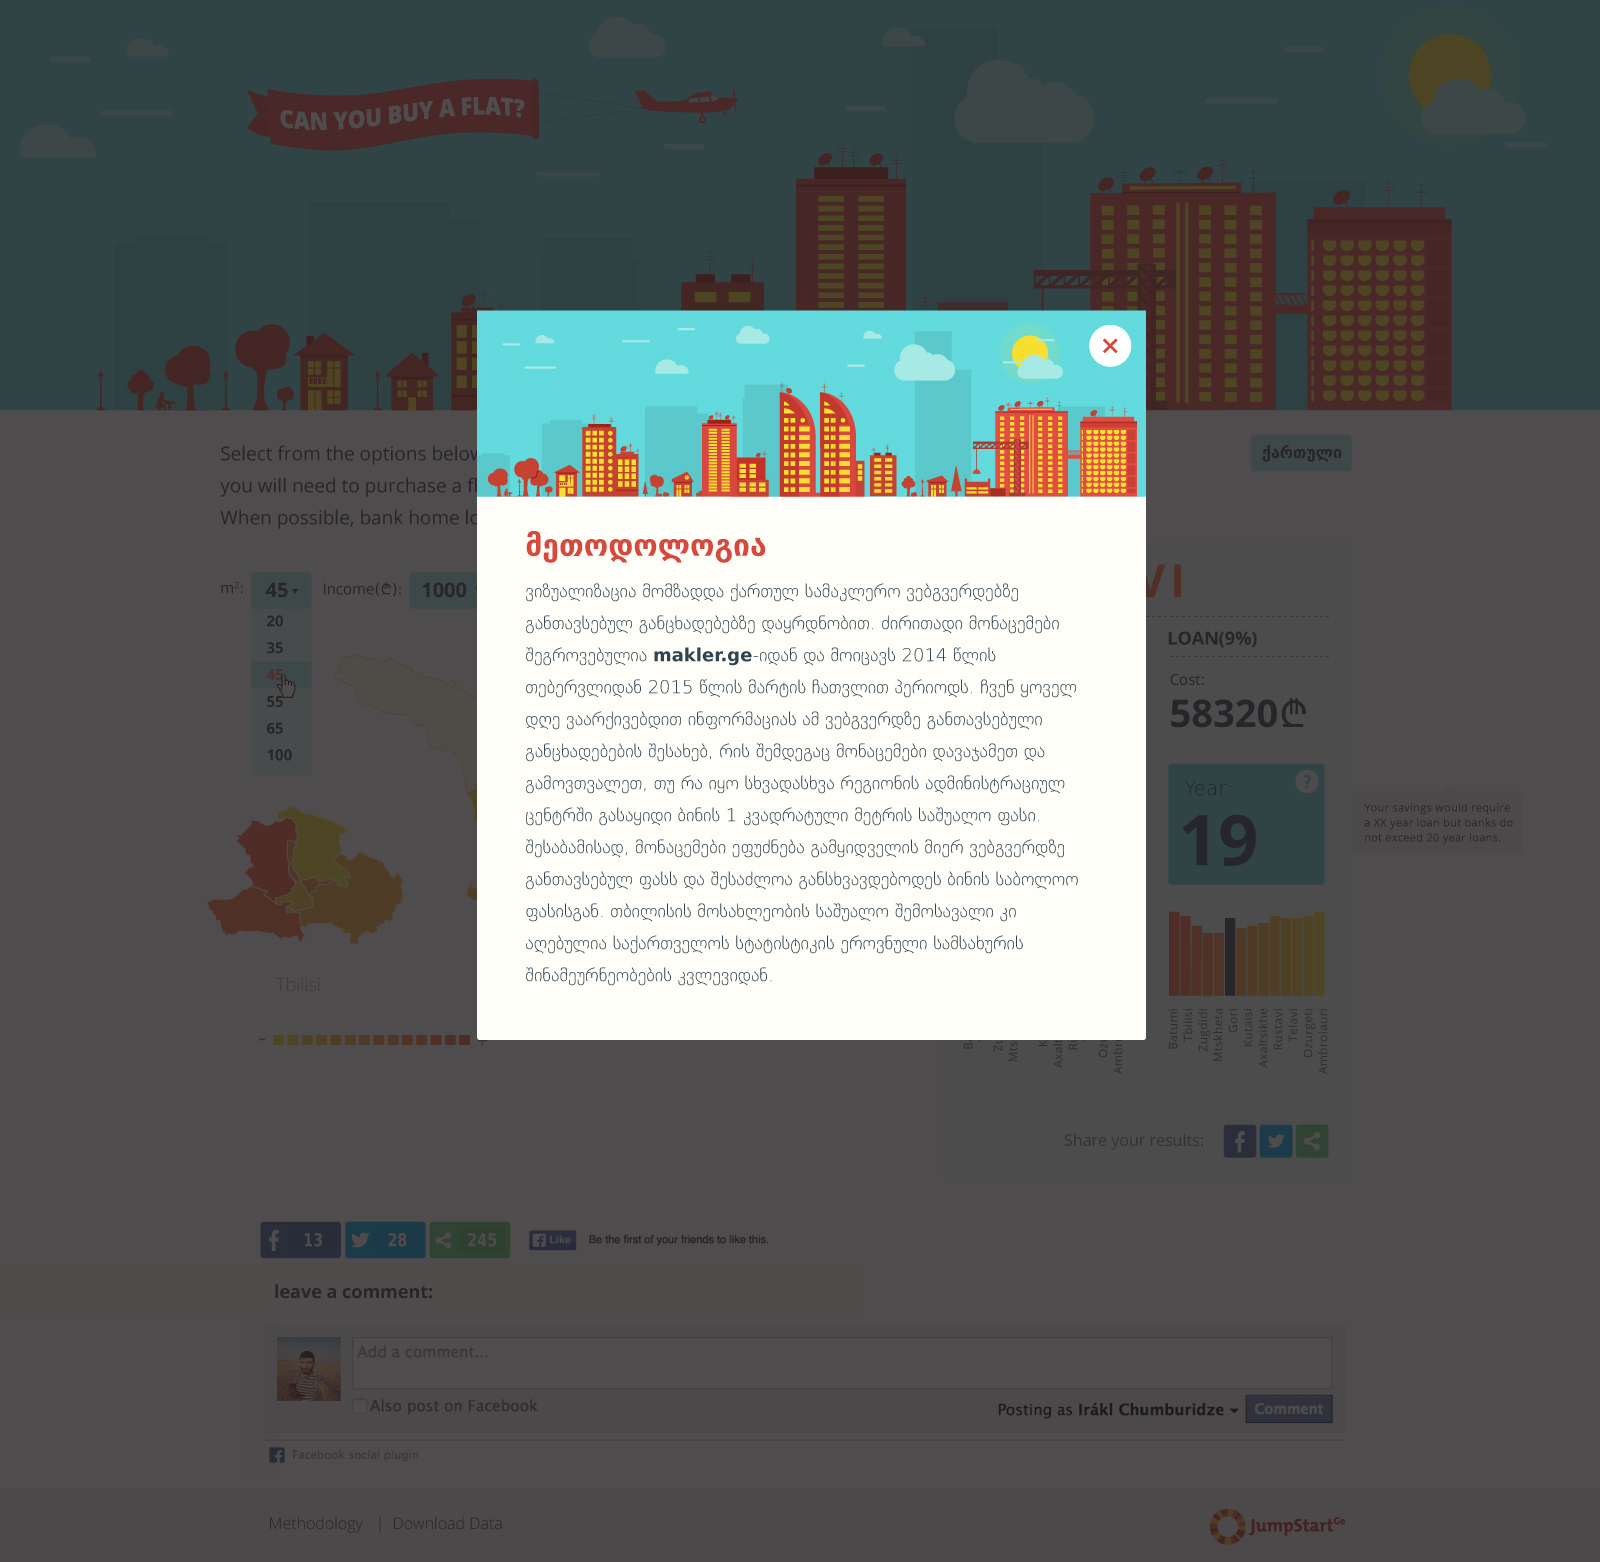 CAN YOU BUY A FLAT?
Select from the options below
you will need to purchase a
When possible, bank home
ქართული
m²: 45 Income(₾): 1000
20
35
45
55
65
100
Tbilisi
-
მეთოდოლოგია
ვიზუალიზაცია მომზადდა ქართულ სამაკლერო ვებგვერდებზე
განთავსებულ განცხადებებზე დაყრდნობით. ძირითადი მონაცემები
შეგროვებულია makler.ge-იდან და მოიცავს 2014 წლის
თებერვლიდან 2015 წლის მარტის ჩათვლით პერიოდს. ჩვენ ყოველ
დღე ვაარქივებდით ინფორმაციას ამ ვებგვერდზე განთავსებული
განცხადებების შესახებ, რის შემდეგაც მონაცემები დავაჯამეთ და
გამოვთვალეთ, თუ რა იყო სხვადასხვა რეგიონის ადმინისტრაციულ
ცენტრში გასაყიდი ბინის 1 კვადრატული მეტრის საშუალო ფასი.
შესაბამისად, მონაცემები ეფუძნება გამყიდველის მიერ ვებგვერდზე
განთავსებულ ფასს და შესაძლოა განსხვავდებოდეს ბინის საბოლოო
ფასისგან. თბილისის მოსახლეობის საშუალო შემოსავალი კი
აღებულია საქართველოს სტატისტიკის ეროვნული სამსახურის
შინამეურნეობების კვლევიდან.
VI
LOAN(9%)
Cost:
58320₾
Year:
?
19
Your savings would require
a XX year loan but banks do
not exceed 20 year loans.
Batumi
Tbilisi
Zugdidi
Mtskheta
Gori
Kutaisi
Axaltsikhe
Rustavi
Telavi
Ozurgeti
Ambrolauri
Share your results:
13
28
245
Like
Be the first of your friends to like this.
leave a comment:
Add a comment...
Also post on Facebook
Posting as Irákl Chumburidze
Comment
Facebook social plugin
Methodology | Download Data
JumpStart Ge